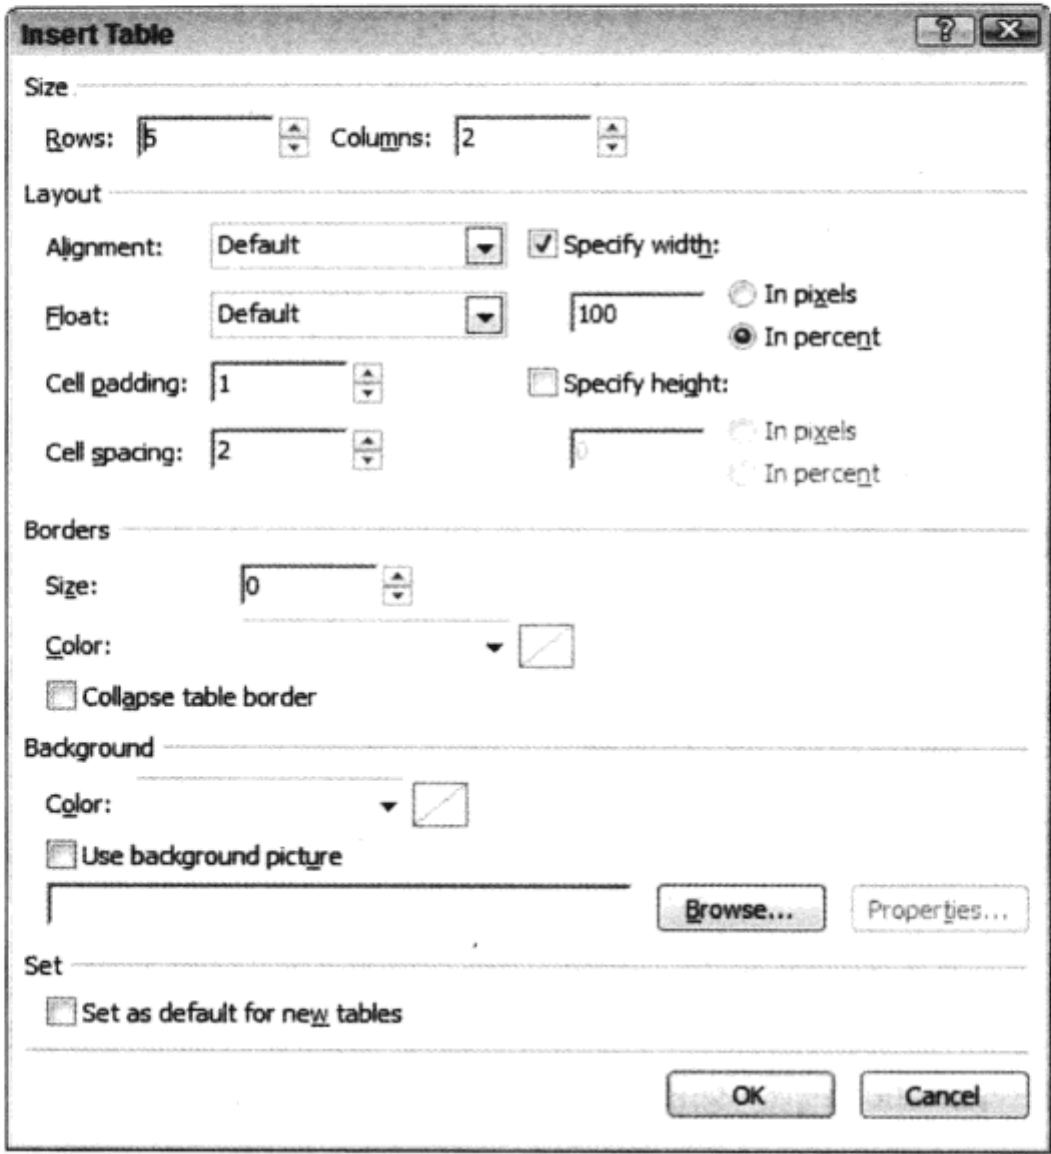 Insert Table
Size
Rows: 5 Columns: 2
Layout
Alignment: Default Specify width:
Float: Default 100 In pixels
In percent
Cell padding: 1 Specify height:
Cell spacing: 2 0 In pixels
In percent
Borders
Size: 0
Color:
Collapse table border
Background
Color:
Use background picture
Browse... Properties...
Set
Set as default for new tables
OK Cancel